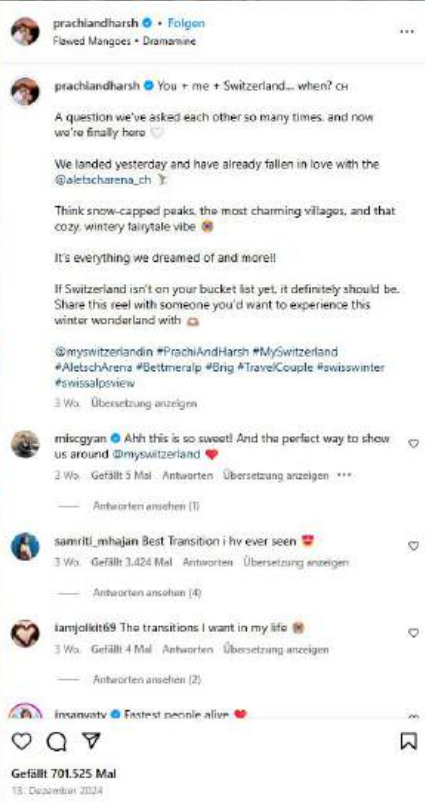 prachiandharsh • Folgen
Flawed Mangoes • Dramamine
prachiandharsh You + me + Switzerland... when? CH
A question we've asked each other so many times, and now
we're finally here 🤍
We landed yesterday and have already fallen in love with the
@aletscharena_ch
Think snow-capped peaks, the most charming villages, and that
cozy, wintery fairytale vibe
It's everything we dreamed of and more!!
If Switzerland isn't on your bucket list yet, it definitely should be.
Share this reel with someone you'd want to experience this
winter wonderland with 🫶🏻
@myswitzerlandin #PrachiAndHarsh #MySwitzerland
#AletschArena #Bettmeralp #Brig #TravelCouple #swisswinter
#swissalpsview
3 Wo. Übersetzung anzeigen
miscgyan Ahh this is so sweet! And the perfect way to show
us around @myswitzerland ❤️
3 Wo. Gefällt 5 Mal Antworten Übersetzung anzeigen •••
Antworten ansehen (1)
samriti_mhajan Best Transition i hv ever seen 😍
3 Wo. Gefällt 3.424 Mal Antworten Übersetzung anzeigen
Antworten ansehen (4)
iamjolkit69 The transitions I want in my life
3 Wo. Gefällt 4 Mal Antworten Übersetzung anzeigen
Antworten ansehen (2)
Fastest people alive ❤️
Gefällt 701.525 Mal
13. Dezember 2024